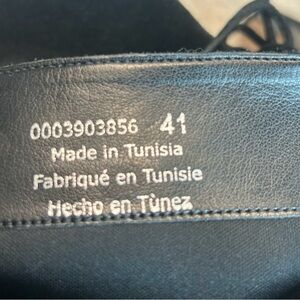 0003903856 41
Made in Tunisia
Fabriqué en Tunisie
Hecho en Tùnez